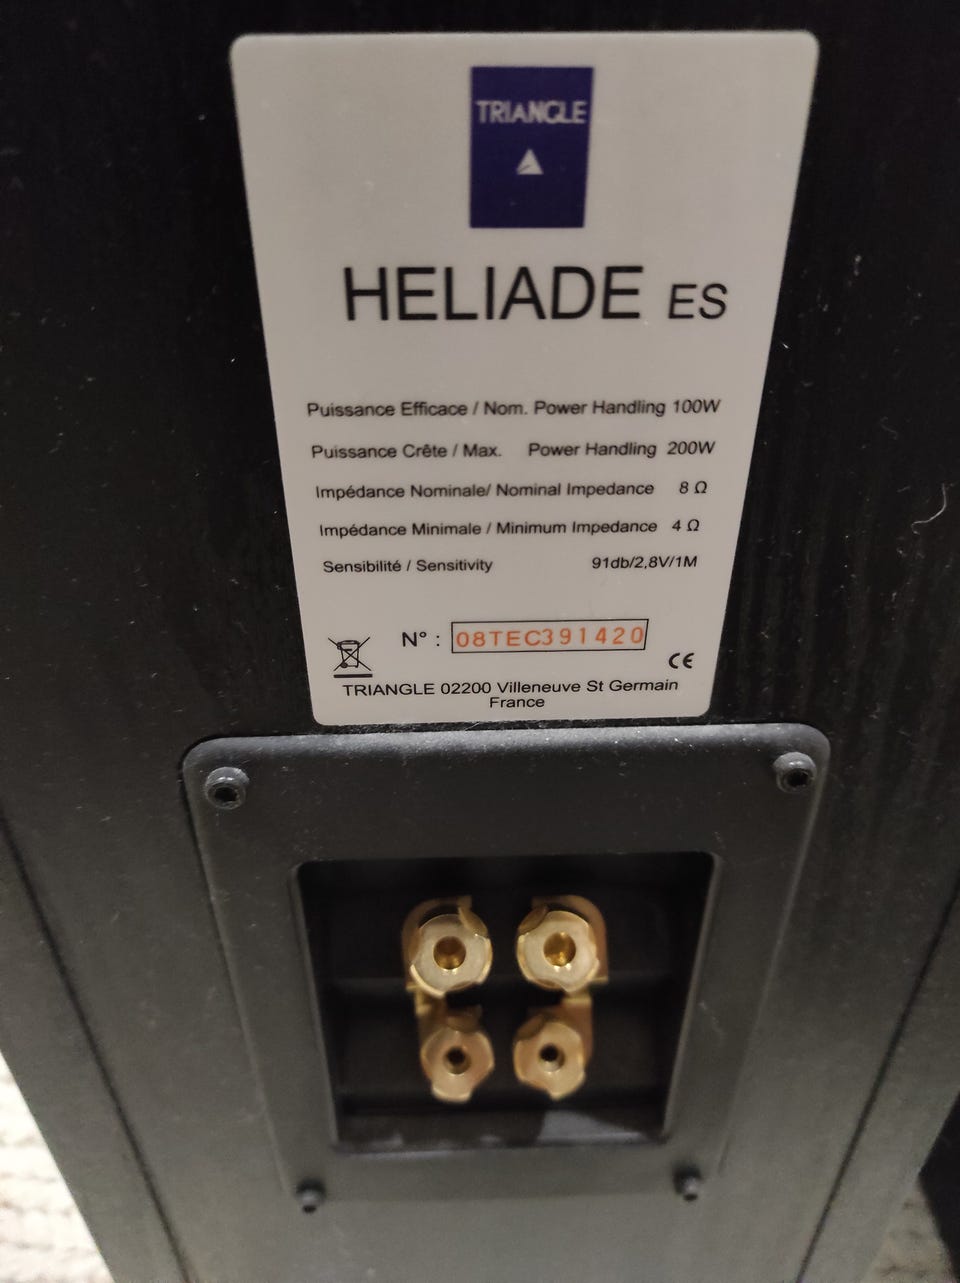 TRIANGLE
HELIADE ES
Puissance Efficace / Nom. Power Handling 100W
Puissance Crête / Max. Power Handling 200W
Impédance Nominale/ Nominal Impedance 8 Ω
Impédance Minimale / Minimum Impedance 4 Ω
Sensibilité / Sensitivity 91db/2,8V/1M
N° : 08TEC391420
CE
TRIANGLE 02200 Villeneuve St Germain
France